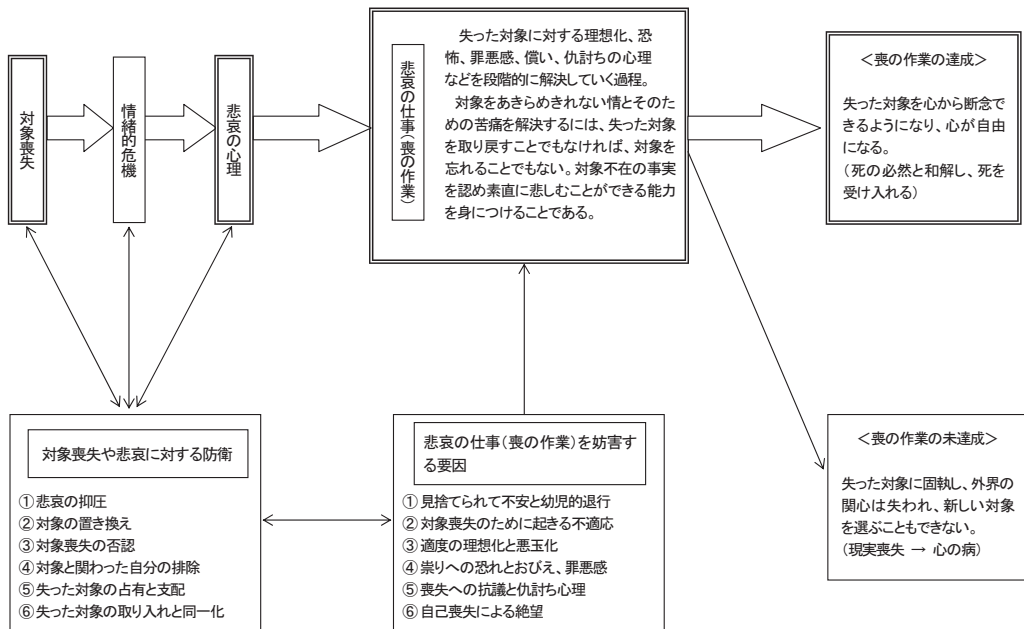 対象喪失
情緒的危機
悲哀の心理
悲哀の仕事(喪の作業)
失った対象に対する理想化、恐
怖、罪悪感、償い、仇討ちの心理
などを段階的に解決していく過程。
対象をあきらめきれない情とそのた
めの苦痛を解決するには、失った対象
を取り戻すことでもなければ、対象を
忘れることでもない。対象不在の事実
を認め素直に悲しむことができる能力
を身につけることである。
<喪の作業の達成>
失った対象を心から断念で
きるようになり、心が自由
になる。
(死の必然と和解し、死を
受け入れる)
対象喪失や悲哀に対する防衛
①悲哀の抑圧
②対象の置き換え
③対象喪失の否認
④対象と関わった自分の排除
⑤失った対象の占有と支配
⑥失った対象の取り入れと同一化
悲哀の仕事(喪の作業)を妨害す
る要因
①見捨てられて不安と幼児的退行
②対象喪失のために起きる不適応
③適度の理想化と悪玉化
④祟りへの恐れとおびえ、罪悪感
⑤喪失への抗議と仇討ち心理
⑥自己喪失による絶望
<喪の作業の未達成>
失った対象に固執し、外界の
関心は失われ、新しい対象
を選ぶこともできない。
(現実喪失 → 心の病)